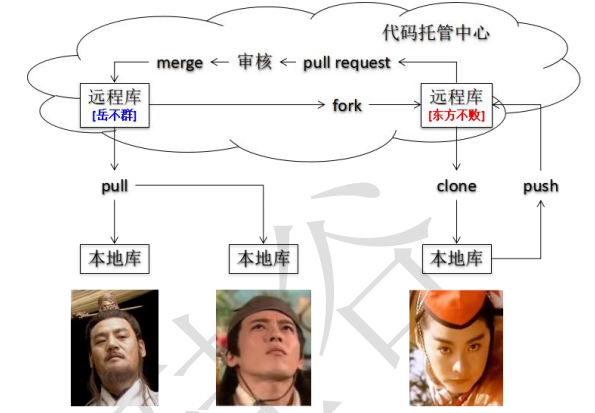 代码托管中心
merge
审核
pull request
远程库
[岳不群]
fork
远程库
[东方不败]
pull
clone
push
本地库
本地库
本地库